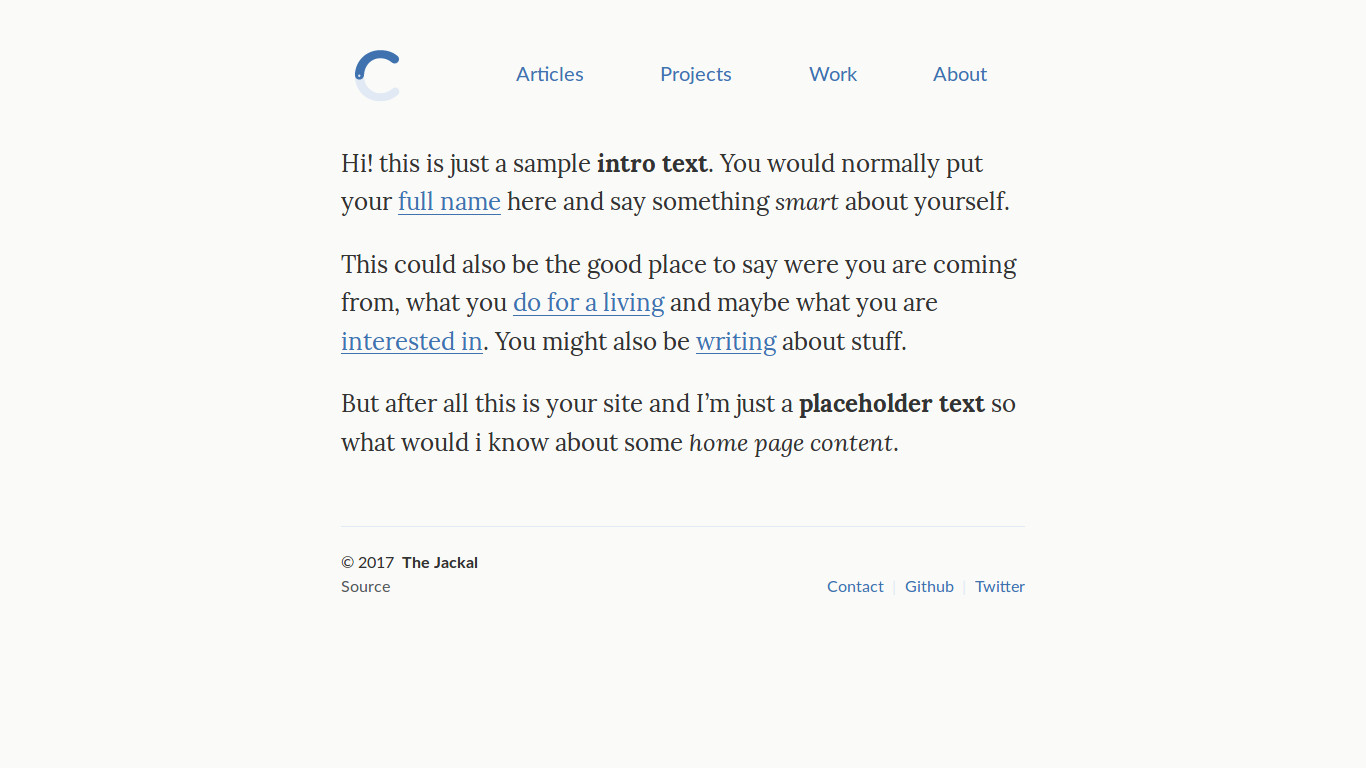 Articles Projects Work About
Hi! this is just a sample intro text. You would normally put
your full name here and say something smart about yourself.
This could also be the good place to say were you are coming
from, what you do for a living and maybe what you are
interested in. You might also be writing about stuff.
But after all this is your site and I’m just a placeholder text so
what would i know about some home page content.
© 2017 The Jackal
Source
Contact | Github | Twitter